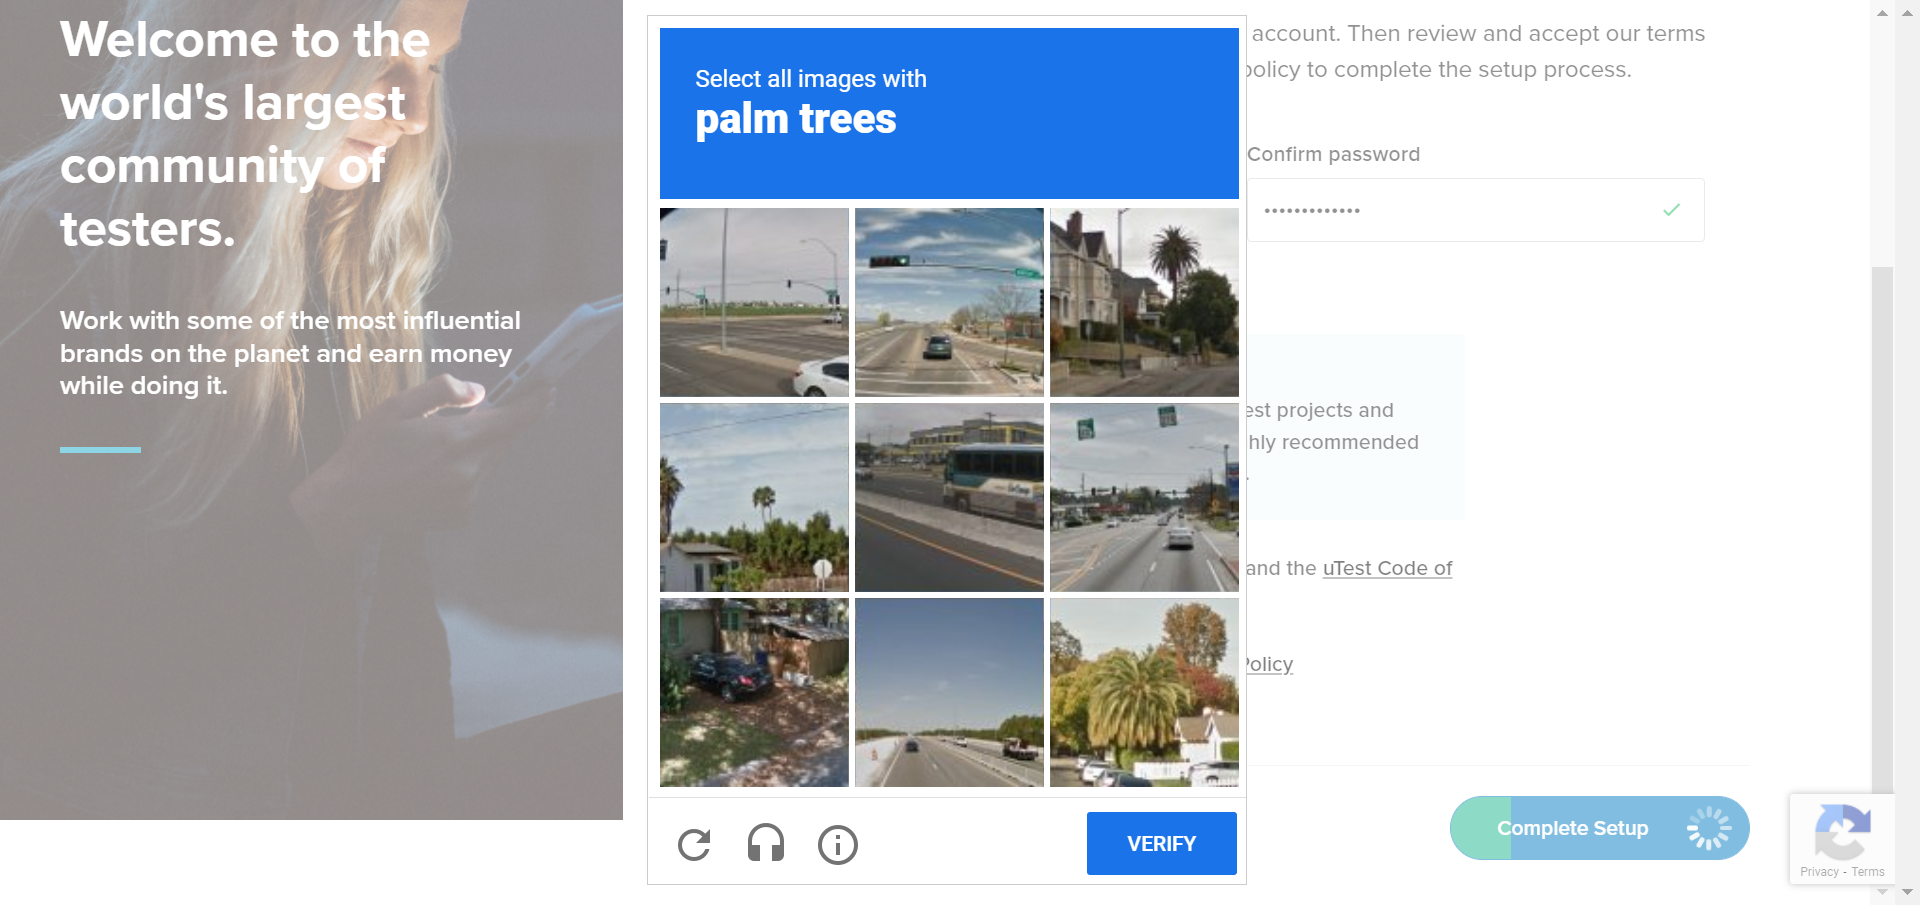 Welcome to the
world's largest
community of
testers.
Work with some of the most influential
brands on the planet and earn money
while doing it.
Select all images with
palm trees
VERIFY
account. Then review and accept our terms
policy to complete the setup process.
Confirm password
•••••••••••••
est projects and
hly recommended
.
and the uTest Code of
Policy
Complete Setup
Privacy - Terms